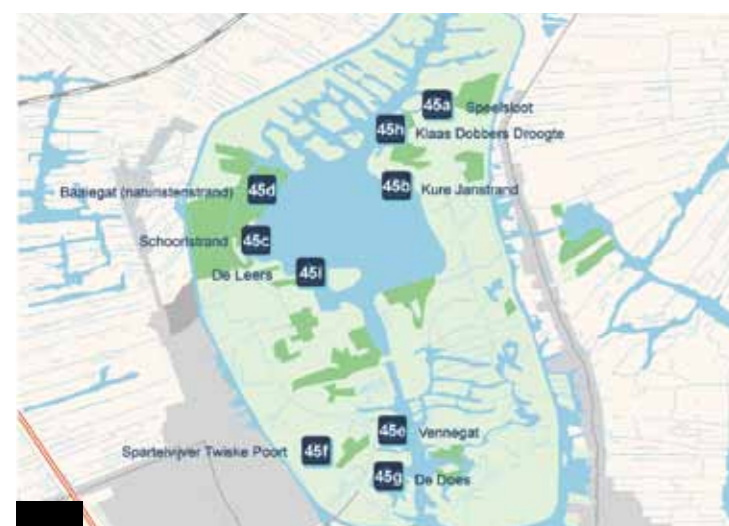 45a Speelsloot
45h Klaas Dobbers Droogte
Baaiegat (naturistenstrand) 45d
45b Kure Janstrand
Schoorlstrand 45c
De Leers 45i
45e Vennegat
Spartelvijver Twiske Poort 45f
45g De Does